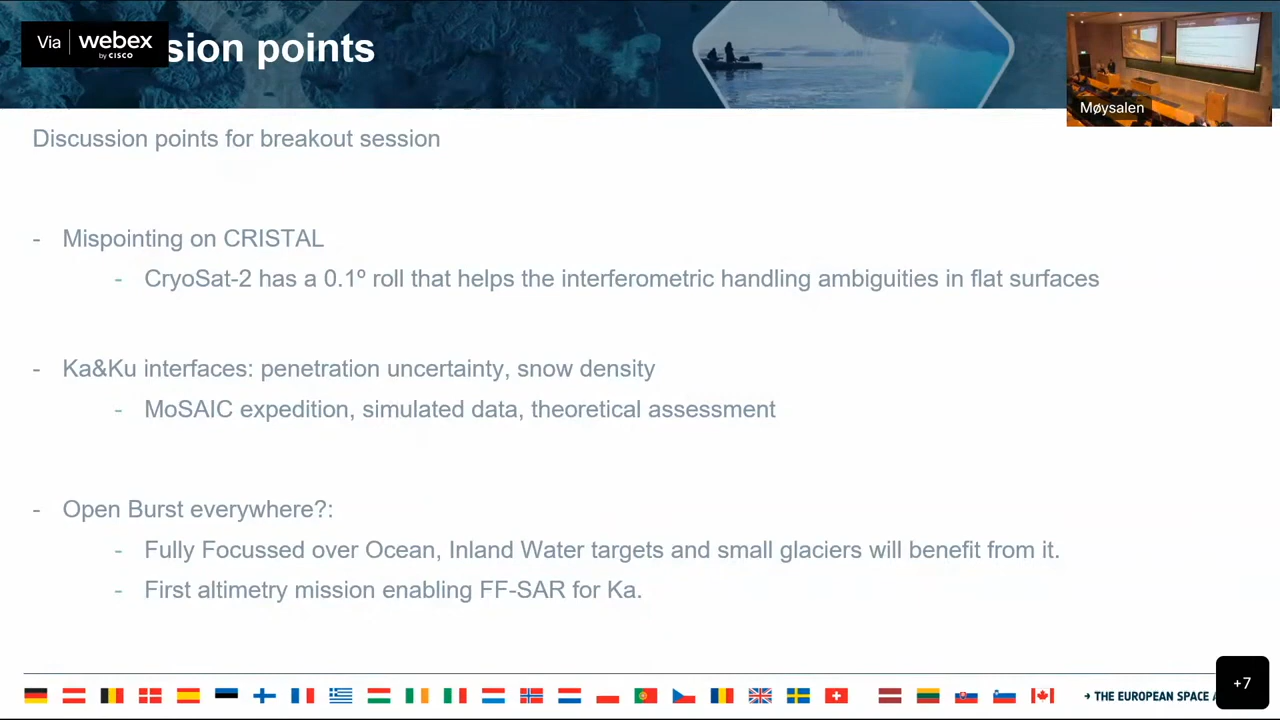 Via webex
by CISCO
sion points
Møysalen
Discussion points for breakout session
- Mispointing on CRISTAL
- CryoSat-2 has a 0.1º roll that helps the interferometric handling ambiguities in flat surfaces
- Ka&Ku interfaces: penetration uncertainty, snow density
- MoSAIC expedition, simulated data, theoretical assessment
- Open Burst everywhere?:
- Fully Focussed over Ocean, Inland Water targets and small glaciers will benefit from it.
- First altimetry mission enabling FF-SAR for Ka.
→ THE EUROPEAN SPACE
+7